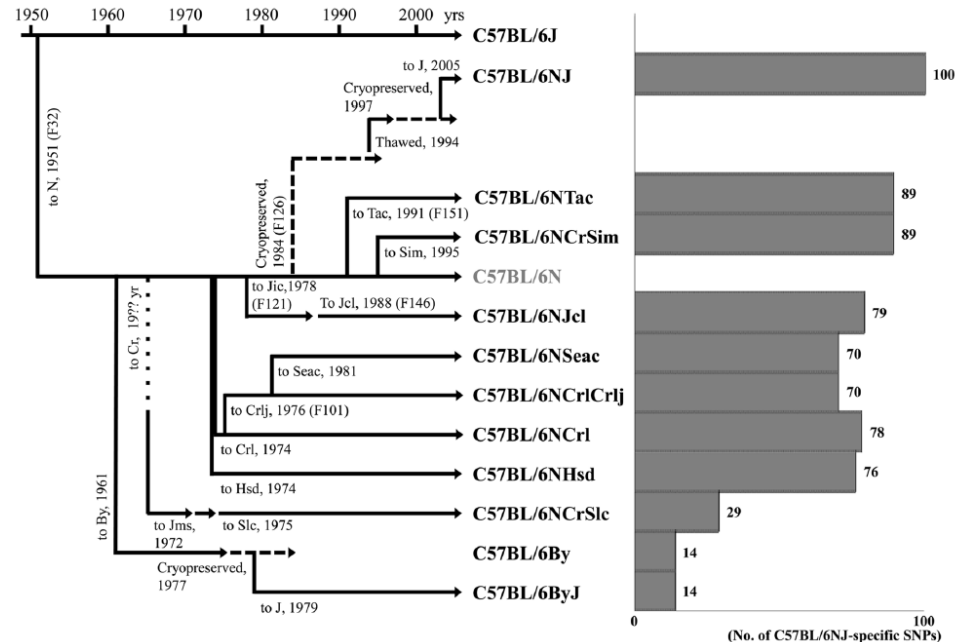 1950 1960 1970 1980 1990 2000 yrs
C57BL/6J
to J, 2005
C57BL/6NJ
100
Cryopreserved,
1997
Thawed, 1994
to N, 1951 (F32)
Cryopreserved,
1984 (F126)
C57BL/6NTac
89
to Tac, 1991 (F151)
C57BL/6NCrSim
89
to Sim, 1995
C57BL/6N
to Jic,1978
(F121)
To Jcl, 1988 (F146)
C57BL/6NJcl
79
to Cr, 19?? yr
C57BL/6NSeac
70
to Seac, 1981
C57BL/6NCrlCrlj
70
to Crlj, 1976 (F101)
C57BL/6NCrl
78
to Crl, 1974
C57BL/6NHsd
76
to Hsd, 1974
to By, 1961
C57BL/6NCrSlc
29
to Jms,
1972
to Slc, 1975
C57BL/6By
14
Cryopreserved,
1977
C57BL/6ByJ
14
to J, 1979
0 100
(No. of C57BL/6NJ-specific SNPs)